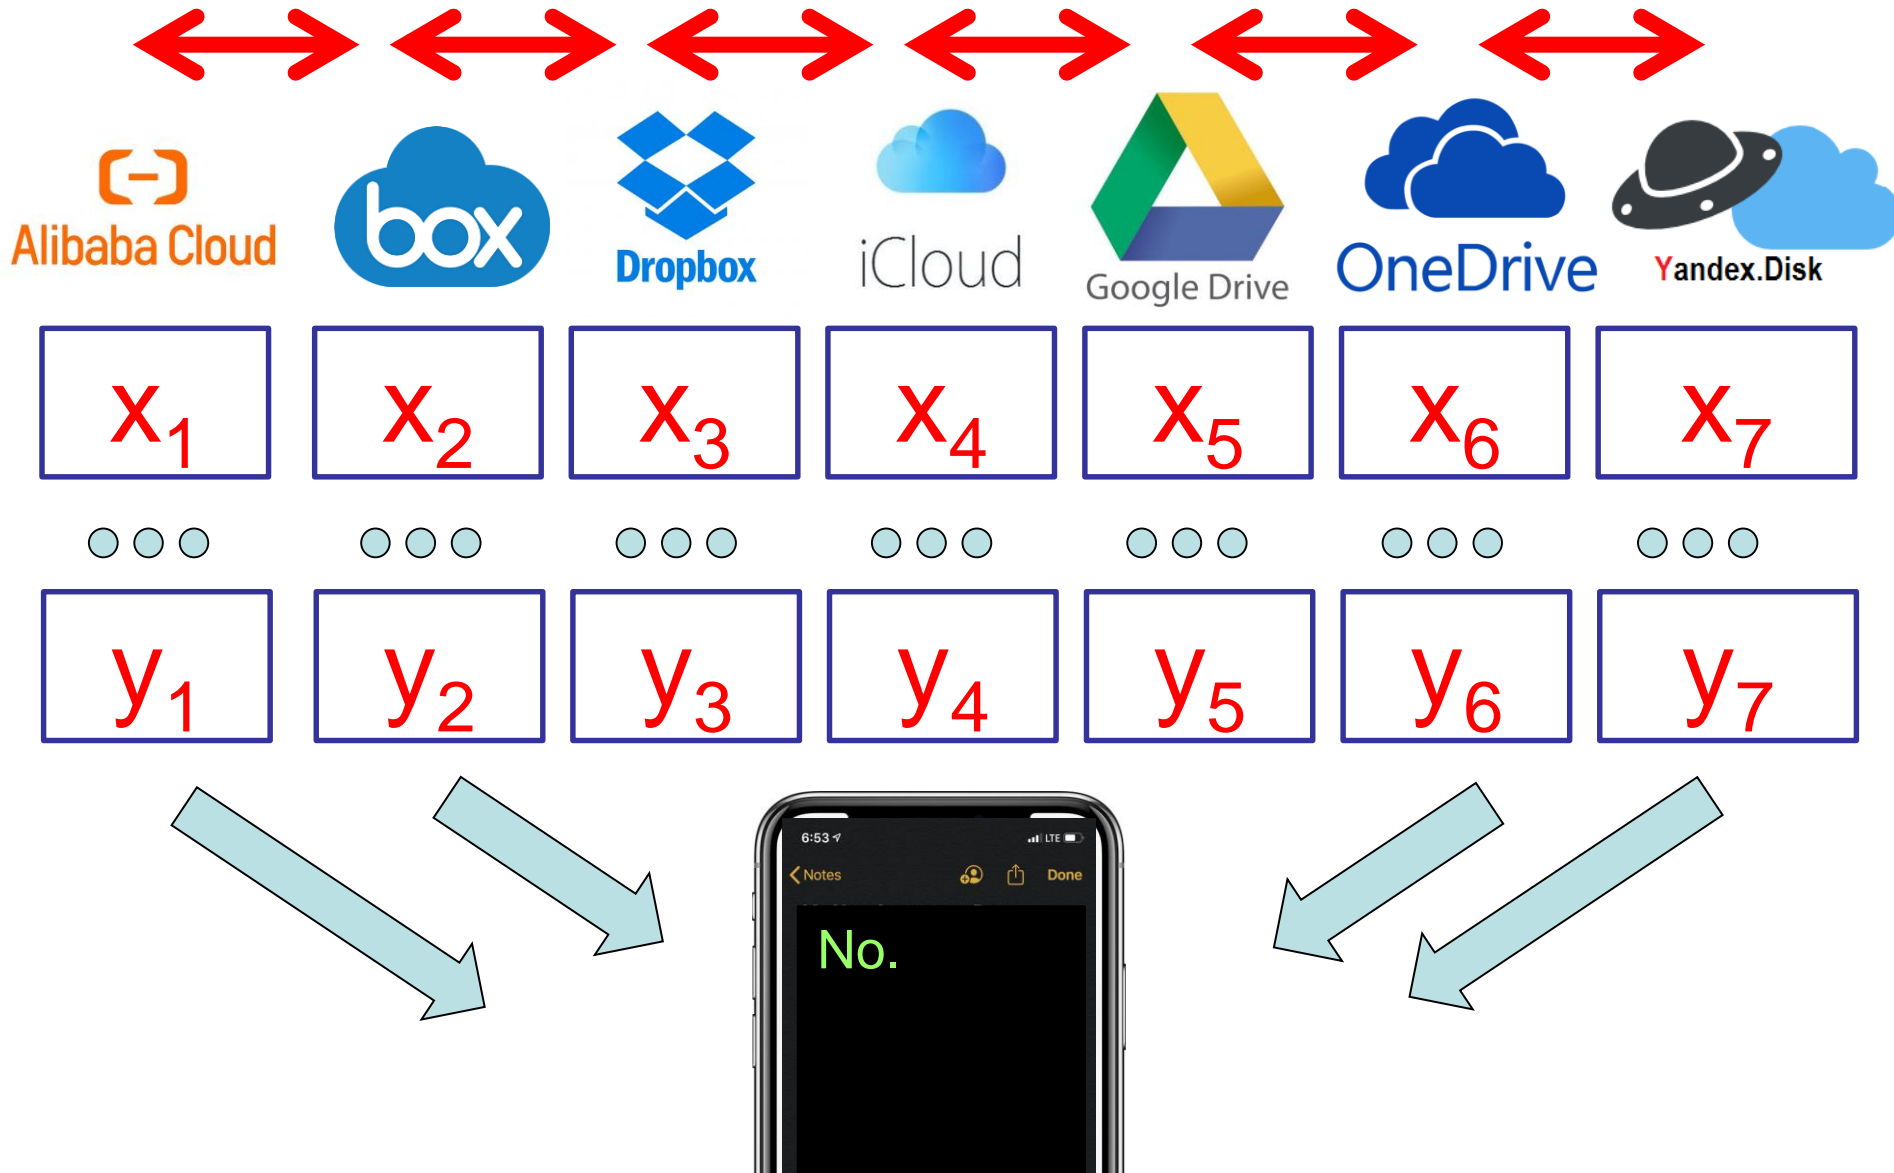 Alibaba Cloud
box
Dropbox
iCloud
Google Drive
OneDrive
Yandex.Disk
x1 x2 x3 x4 x5 x6 x7
y1 y2 y3 y4 y5 y6 y7
6:53 LTE
Notes Done
No.